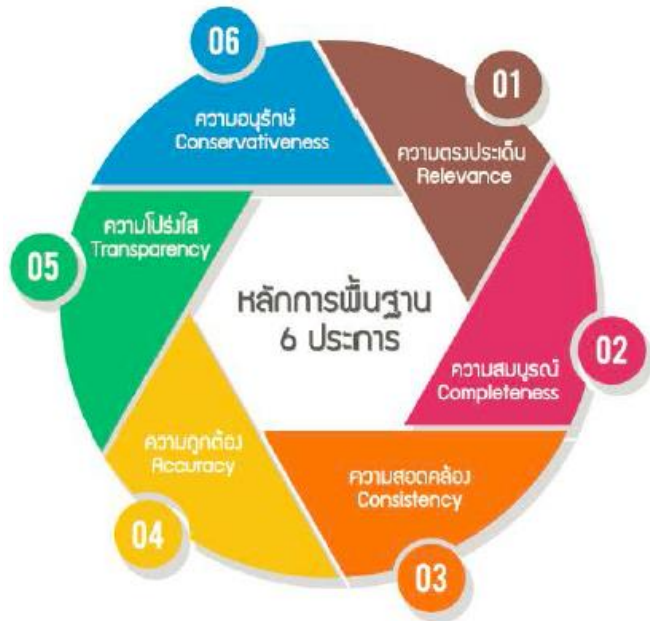 หลักการพื้นฐาน
6 ประการ
01
ความตรงประเด็น
Relevance
02
ความสมบูรณ์
Completeness
03
ความสอดคล้อง
Consistency
04
ความถูกต้อง
Accuracy
05
ความโปร่งใส
Transparency
06
ความอนุรักษ์
Conservativeness